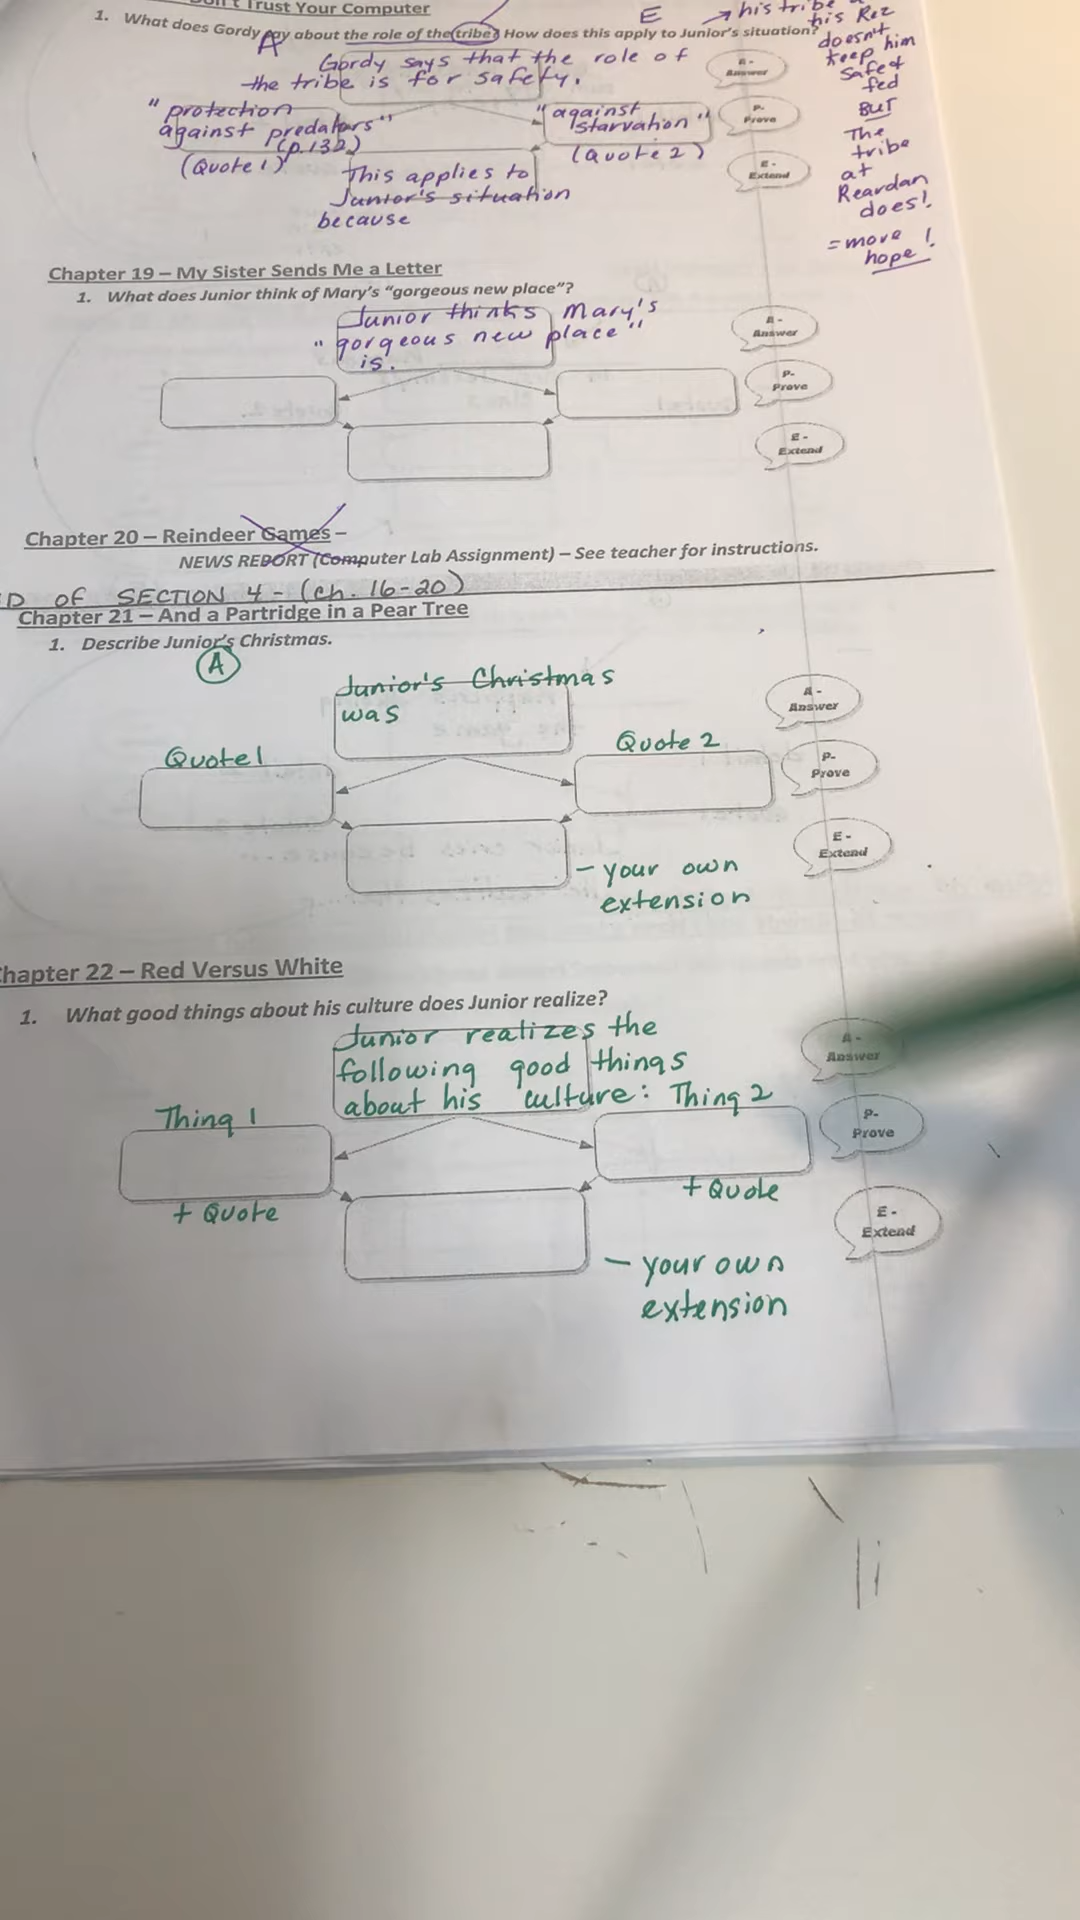 Trust Your Computer
1. What does Gordy say about the role of the tribe? How does this apply to Junior's situation?
A
E
→ his tribe
his Rez
doesn't
keep him
safe &
fed
BUT
The
tribe
at
Reardan
does!
= more
hope!
Gordy says that the role of
the tribe is for safety.
"protection
against predators"
(p.132)
(Quote 1)
"against
starvation"
(Quote 2)
This applies to
Junior's situation
because
A-
Answer
P-
Prove
E-
Extend
Chapter 19 – My Sister Sends Me a Letter
1. What does Junior think of Mary's "gorgeous new place"?
Junior thinks Mary's
"gorgeous new place"
is.
A-
Answer
P-
Prove
E-
Extend
Chapter 20 – Reindeer Games –
NEWS REPORT (Computer Lab Assignment) – See teacher for instructions.
OF SECTION 4 - (ch. 16-20)
Chapter 21 – And a Partridge in a Pear Tree
1. Describe Junior's Christmas.
A
Junior's Christmas
was
Quote 1
Quote 2
- your own
extension
A-
Answer
P-
Prove
E-
Extend
Chapter 22 – Red Versus White
1. What good things about his culture does Junior realize?
Junior realizes the
following good things
about his culture:
Thing 1
Thing 2
+ Quote
+ Quote
- your own
extension
A-
Answer
P-
Prove
E-
Extend